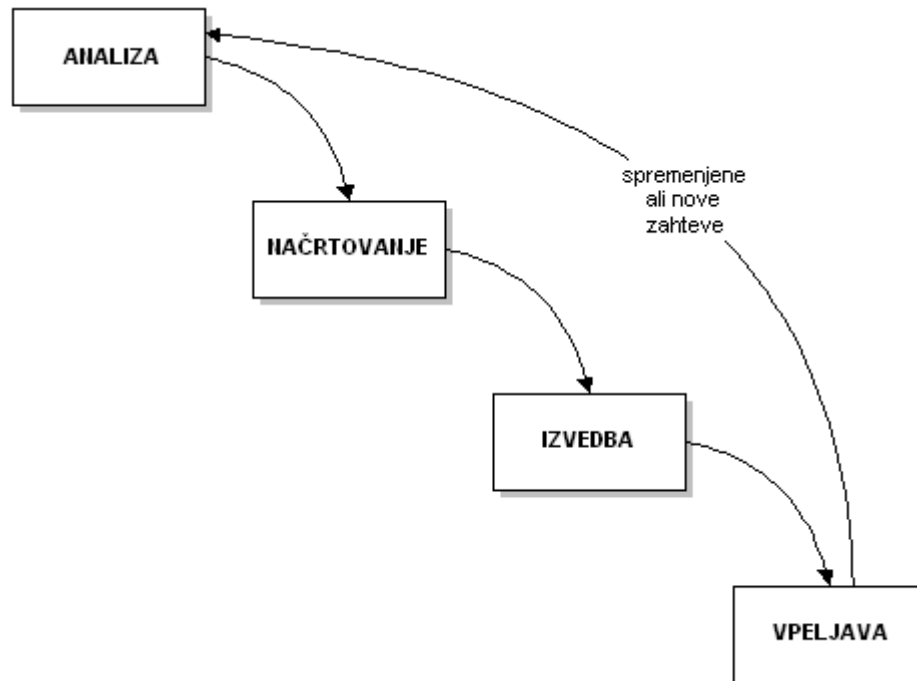 ANALIZA
spremenjene
ali nove
zahteve
NAČRTOVANJE
IZVEDBA
VPELJAVA